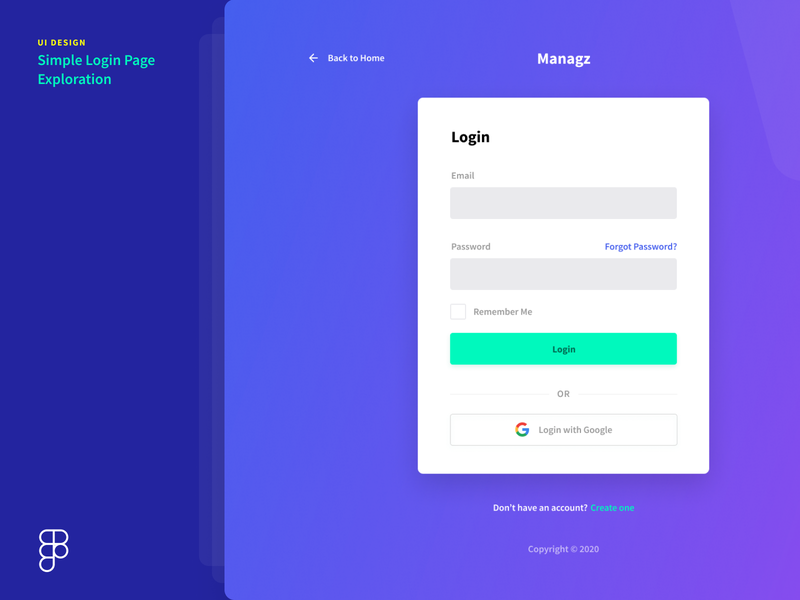 UI DESIGN
Simple Login Page
Exploration
Back to Home
Managz
Login
Email
Password
Forgot Password?
Remember Me
Login
OR
Login with Google
Don't have an account? Create one
Copyright © 2020